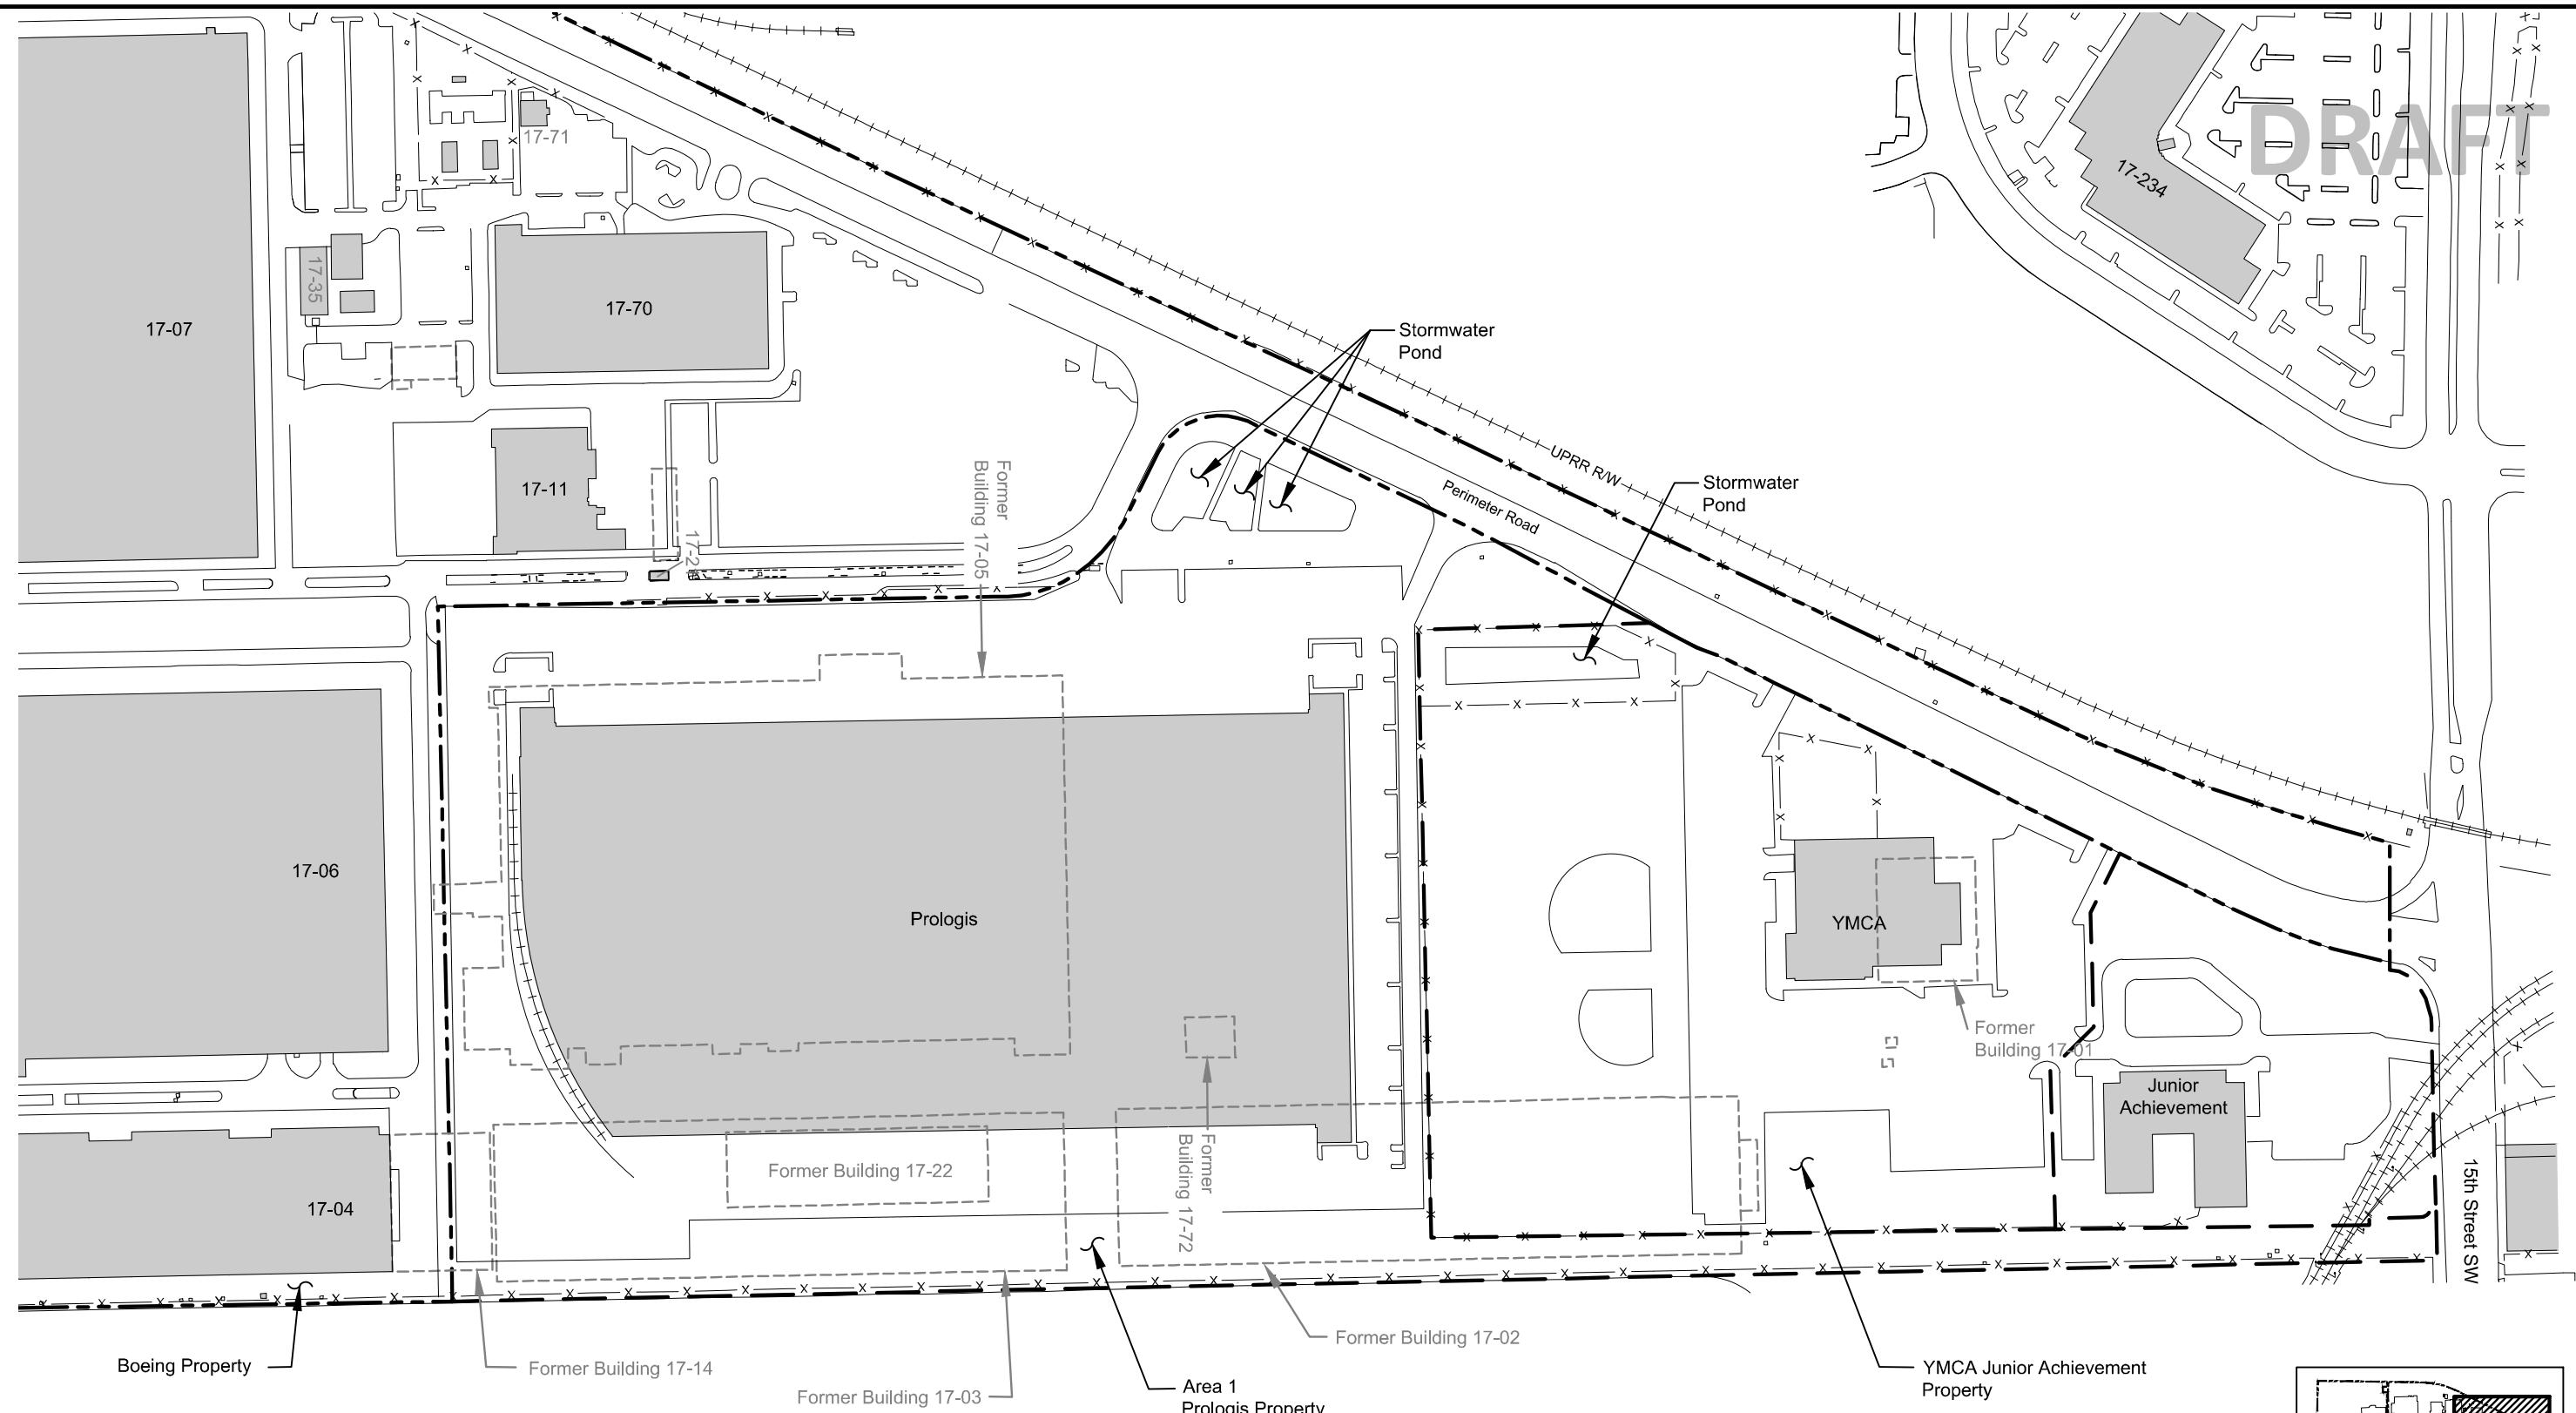 DRAFT
17-71
17-234
17-35
17-07
17-70
Stormwater
Pond
UPRR R/W
Perimeter Road
Stormwater
Pond
17-11
Former
Building 17-05
17-06
Prologis
YMCA
Former
Building 17-01
Junior
Achievement
Former Building 17-22
Former
Building 17-72
17-04
15th Street SW
Boeing Property
Former Building 17-14
Former Building 17-03
Former Building 17-02
Area 1
Prologis Property
YMCA Junior Achievement
Property